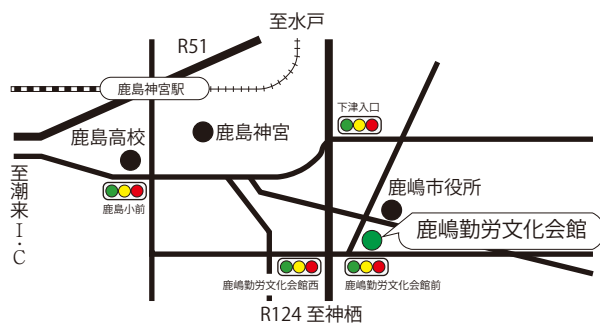 至水戸
R51
鹿島神宮駅
下津入口
鹿島高校
鹿島神宮
至潮来I・C
鹿嶋市役所
鹿島小前
鹿嶋勤労文化会館
鹿嶋勤労文化会館西
鹿嶋勤労文化会館前
R124 至神栖